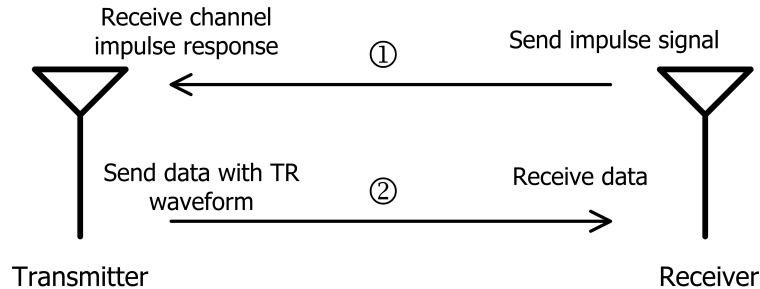 Receive channel
impulse response
①
Send impulse signal
Send data with TR
waveform
②
Receive data
Transmitter
Receiver